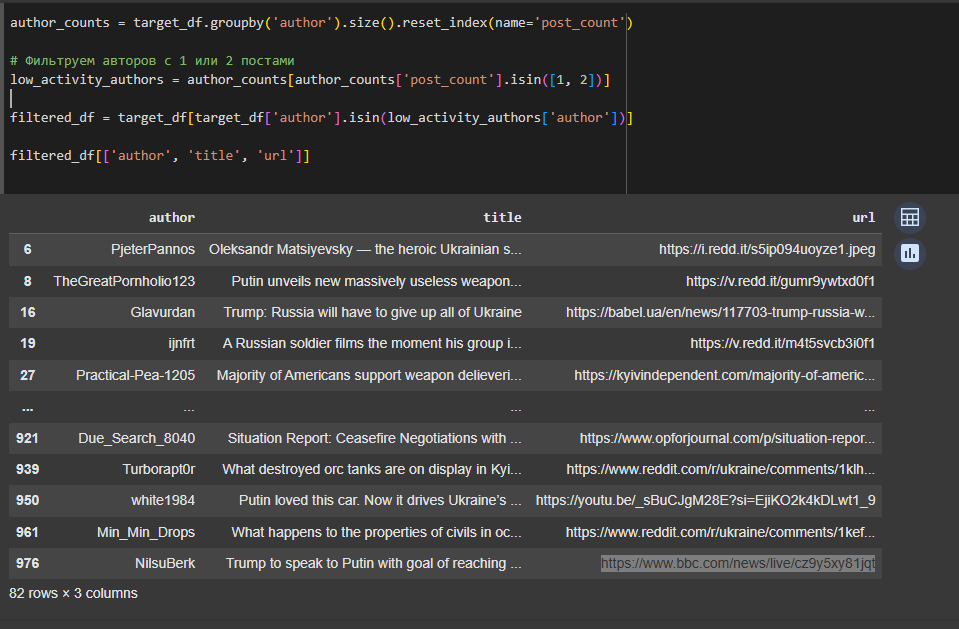 author_counts = target_df.groupby('author').size().reset_index(name='post_count')
# Фильтруем авторов с 1 или 2 постами
low_activity_authors = author_counts[author_counts['post_count'].isin([1, 2])]
filtered_df = target_df[target_df['author'].isin(low_activity_authors['author'])]
filtered_df[['author', 'title', 'url']]
author title url
6 PjeterPannos Oleksandr Matsiyevsky — the heroic Ukrainian s... https://i.redd.it/s5ip094uoyze1.jpeg
8 TheGreatPornholio123 Putin unveils new massively useless weapon... https://v.redd.it/gumr9ywtxd0f1
16 Glavurdan Trump: Russia will have to give up all of Ukraine https://babel.ua/en/news/117703-trump-russia-w...
19 ijnfrt A Russian soldier films the moment his group i... https://v.redd.it/m4t5svcb3i0f1
27 Practical-Pea-1205 Majority of Americans support weapon delieveri... https://kyivindependent.com/majority-of-americ...
... ... ... ...
921 Due_Search_8040 Situation Report: Ceasefire Negotiations with ... https://www.opforjournal.com/p/situation-repor...
939 Turborapt0r What destroyed orc tanks are on display in Kyi... https://www.reddit.com/r/ukraine/comments/1klh...
950 white1984 Putin loved this car. Now it drives Ukraine's ... https://youtu.be/_sBuCJgM28E?si=EjiKO2k4kDLwt1_9
961 Min_Min_Drops What happens to the properties of civils in oc... https://www.reddit.com/r/ukraine/comments/1kef...
976 NilsuBerk Trump to speak to Putin with goal of reaching ... https://www.bbc.com/news/live/cz9y5xy81jqt
82 rows × 3 columns